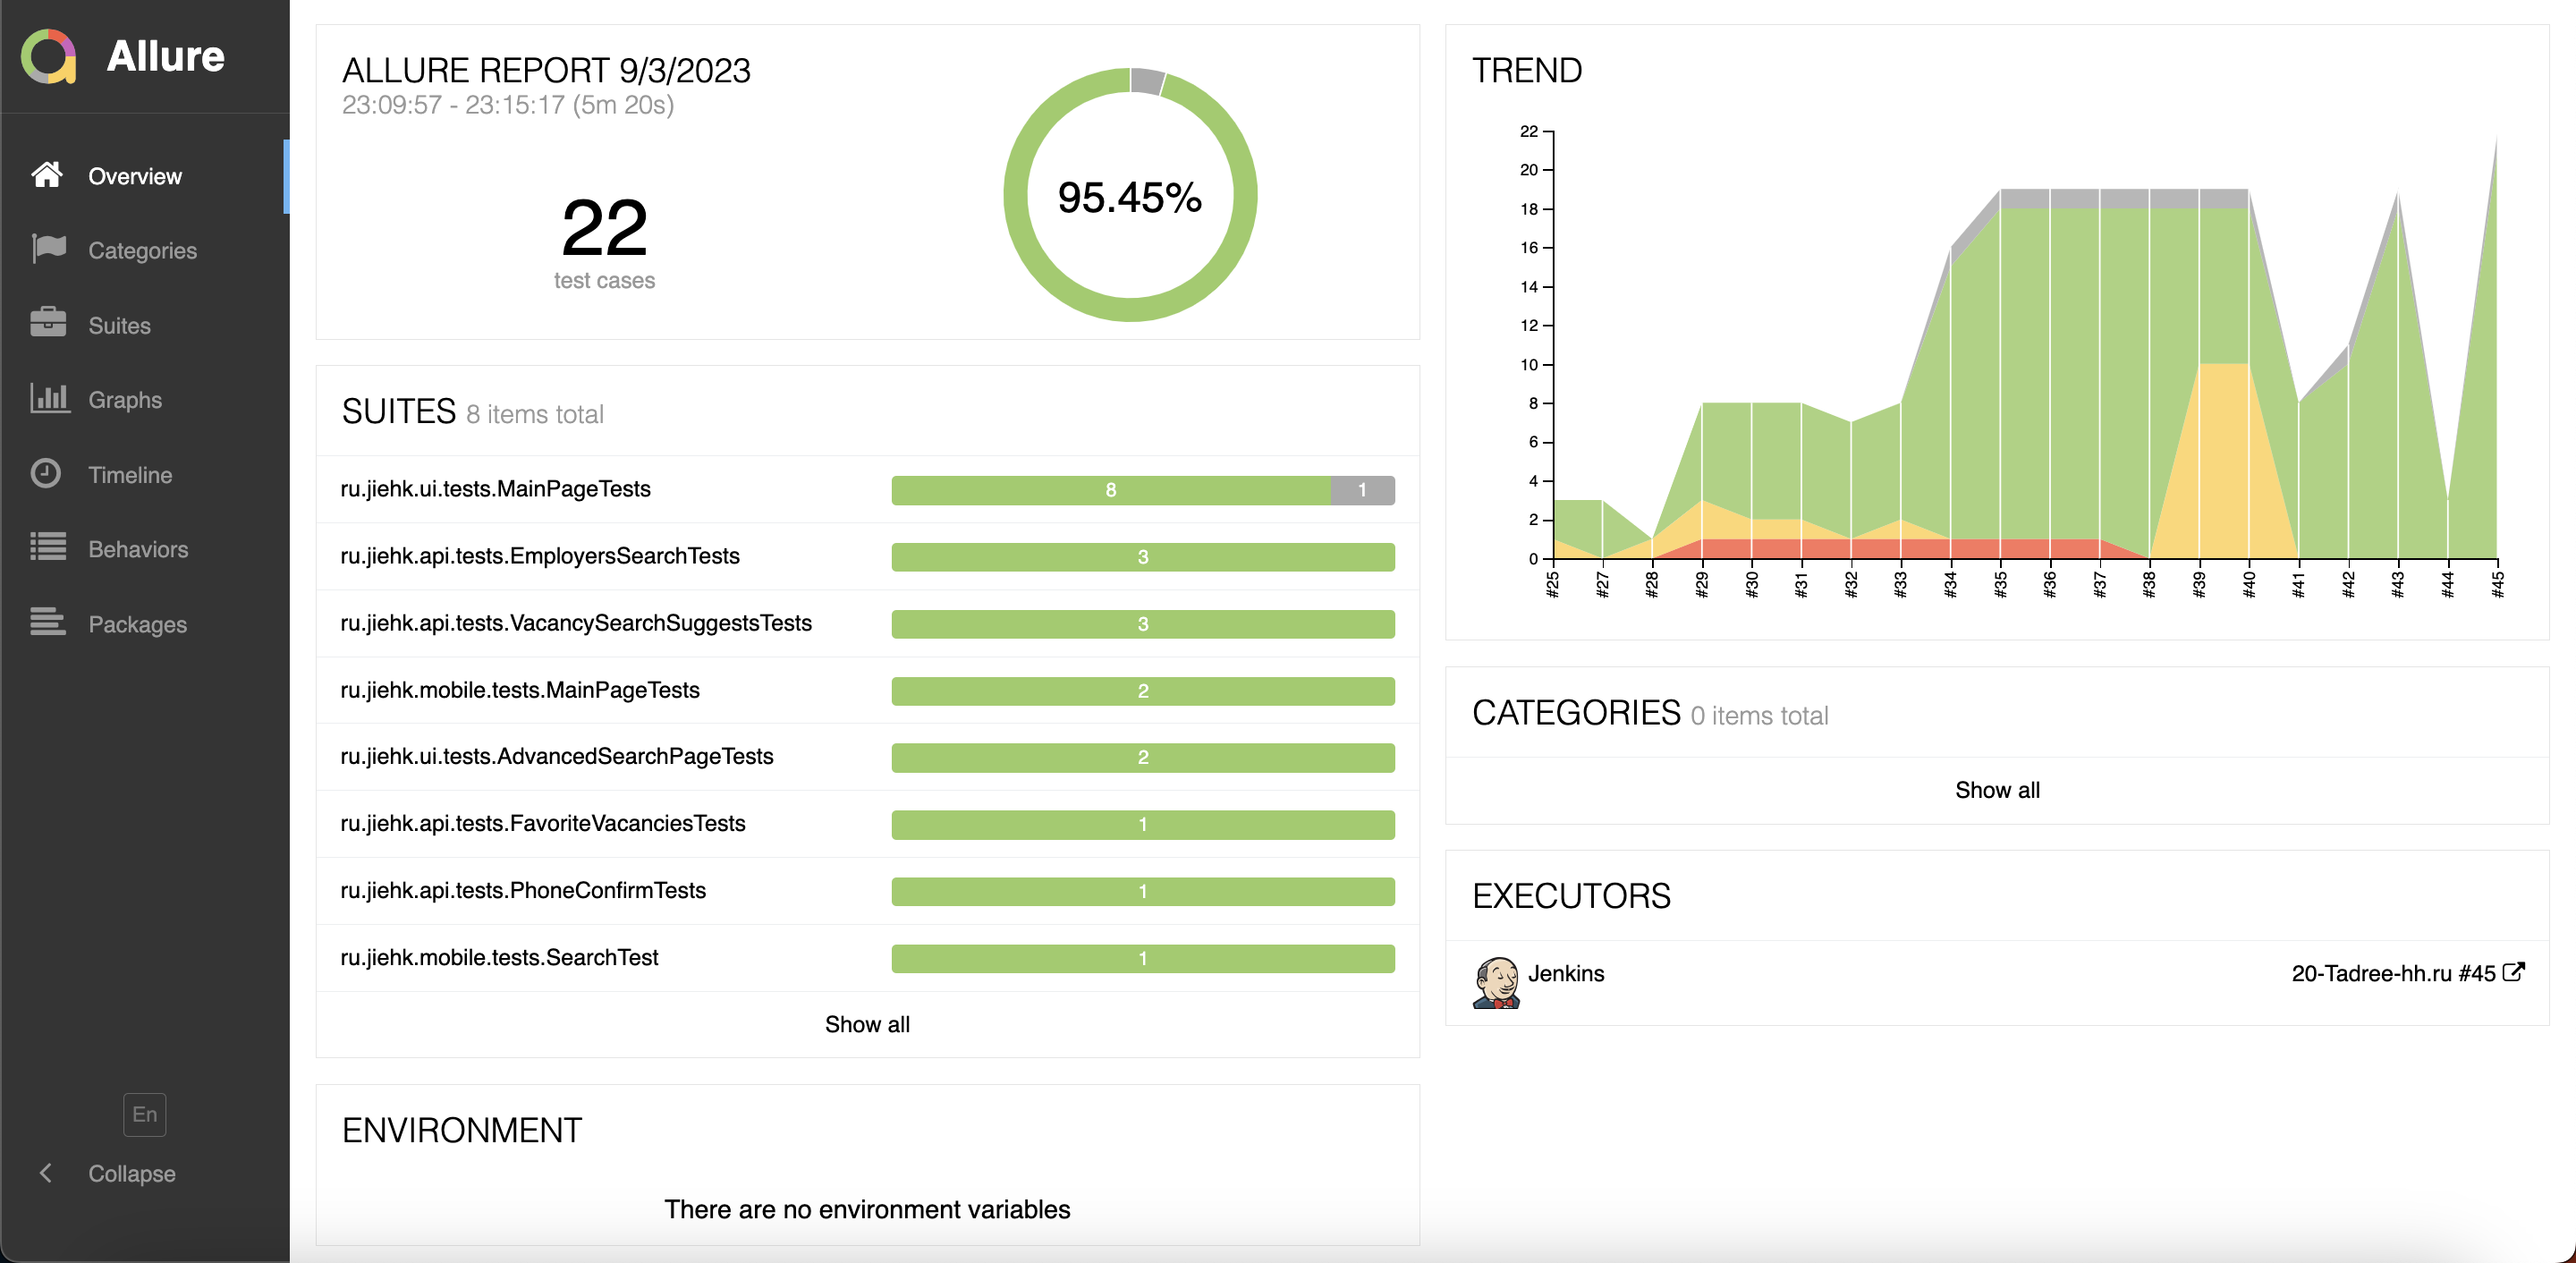 Allure
Overview
Categories
Suites
Graphs
Timeline
Behaviors
Packages
En
Collapse
ALLURE REPORT 9/3/2023
23:09:57 - 23:15:17 (5m 20s)
22
test cases
95.45%
SUITES 8 items total
ru.jiehk.ui.tests.MainPageTests 8 1
ru.jiehk.api.tests.EmployersSearchTests 3
ru.jiehk.api.tests.VacancySearchSuggestsTests 3
ru.jiehk.mobile.tests.MainPageTests 2
ru.jiehk.ui.tests.AdvancedSearchPageTests 2
ru.jiehk.api.tests.FavoriteVacanciesTests 1
ru.jiehk.api.tests.PhoneConfirmTests 1
ru.jiehk.mobile.tests.SearchTest 1
Show all
ENVIRONMENT
There are no environment variables
TREND
22
20
18
16
14
12
10
8
6
4
2
0
#25 #27 #28 #29 #30 #31 #32 #33 #34 #35 #36 #37 #38 #39 #40 #41 #42 #43 #44 #45
CATEGORIES 0 items total
Show all
EXECUTORS
Jenkins 20-Tadree-hh.ru #45